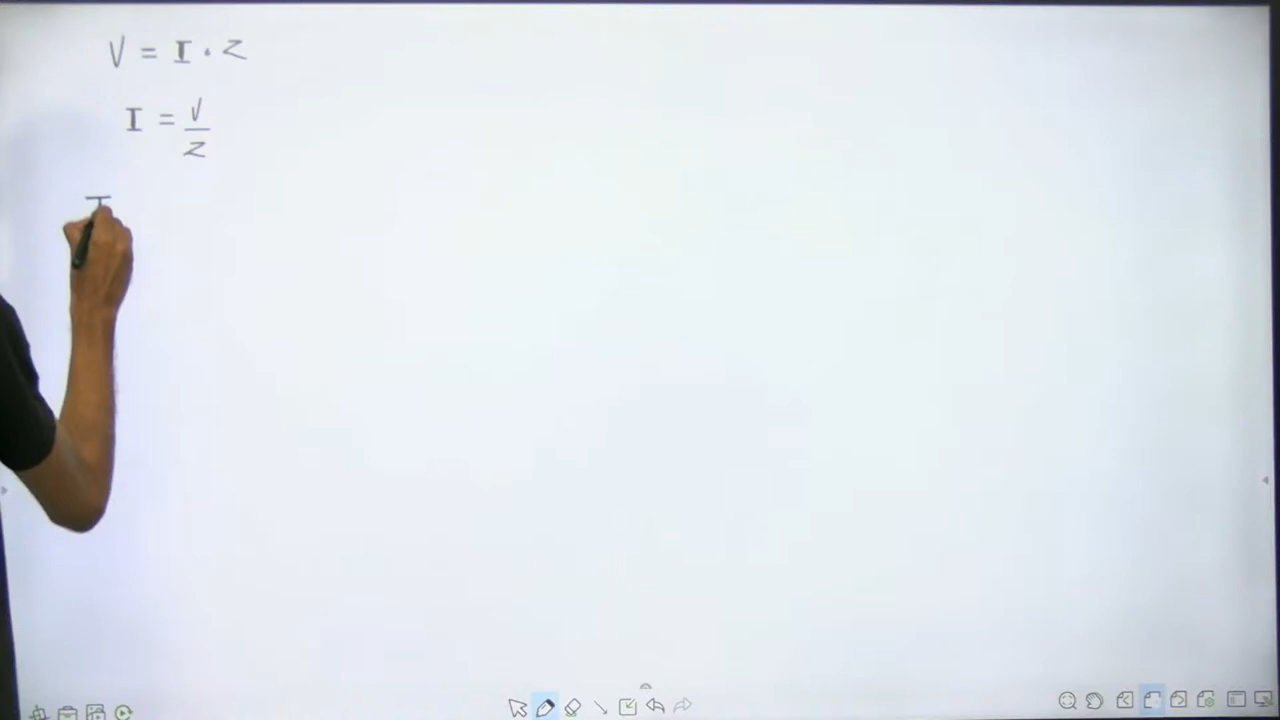 V = I · Z
I = V/Z
I